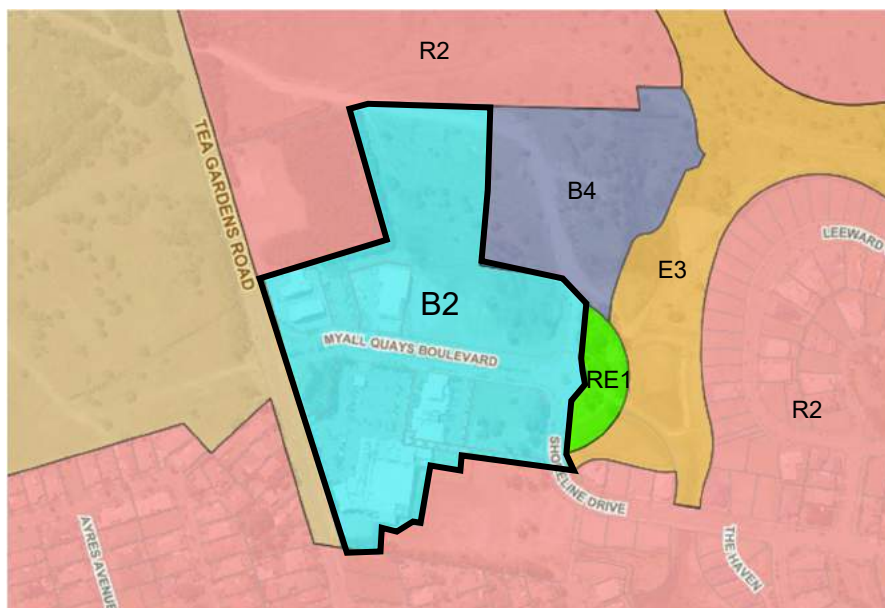 R2
TEA GARDENS ROAD
B4
LEEWARD
E3
B2
MYALL QUAYS BOULEVARD
RE1
R2
SHORELINE DRIVE
AYRES AVENUE
THE HAVEN